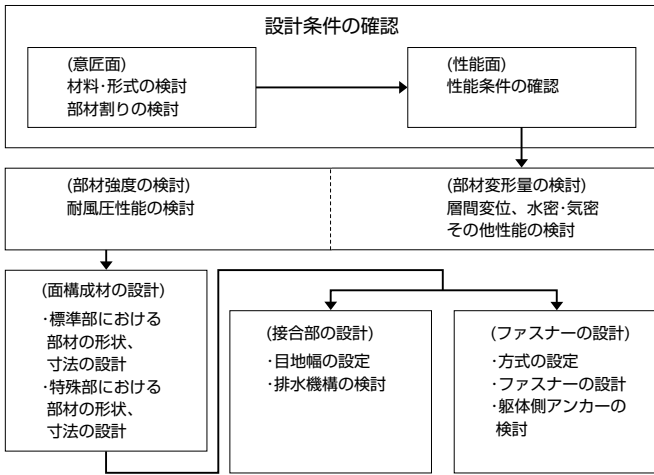 設計条件の確認
(意匠面)
材料･形式の検討
部材割りの検討
(性能面)
性能条件の確認
(部材強度の検討)
耐風圧性能の検討
(部材変形量の検討)
層間変位、水密･気密
その他性能の検討
(面構成材の設計)
･標準部における
部材の形状、
寸法の設計
･特殊部における
部材の形状、
寸法の設計
(接合部の設計)
･目地幅の設定
･排水機構の検討
(ファスナーの設計)
･方式の設定
･ファスナーの設計
･躯体側アンカーの
検討